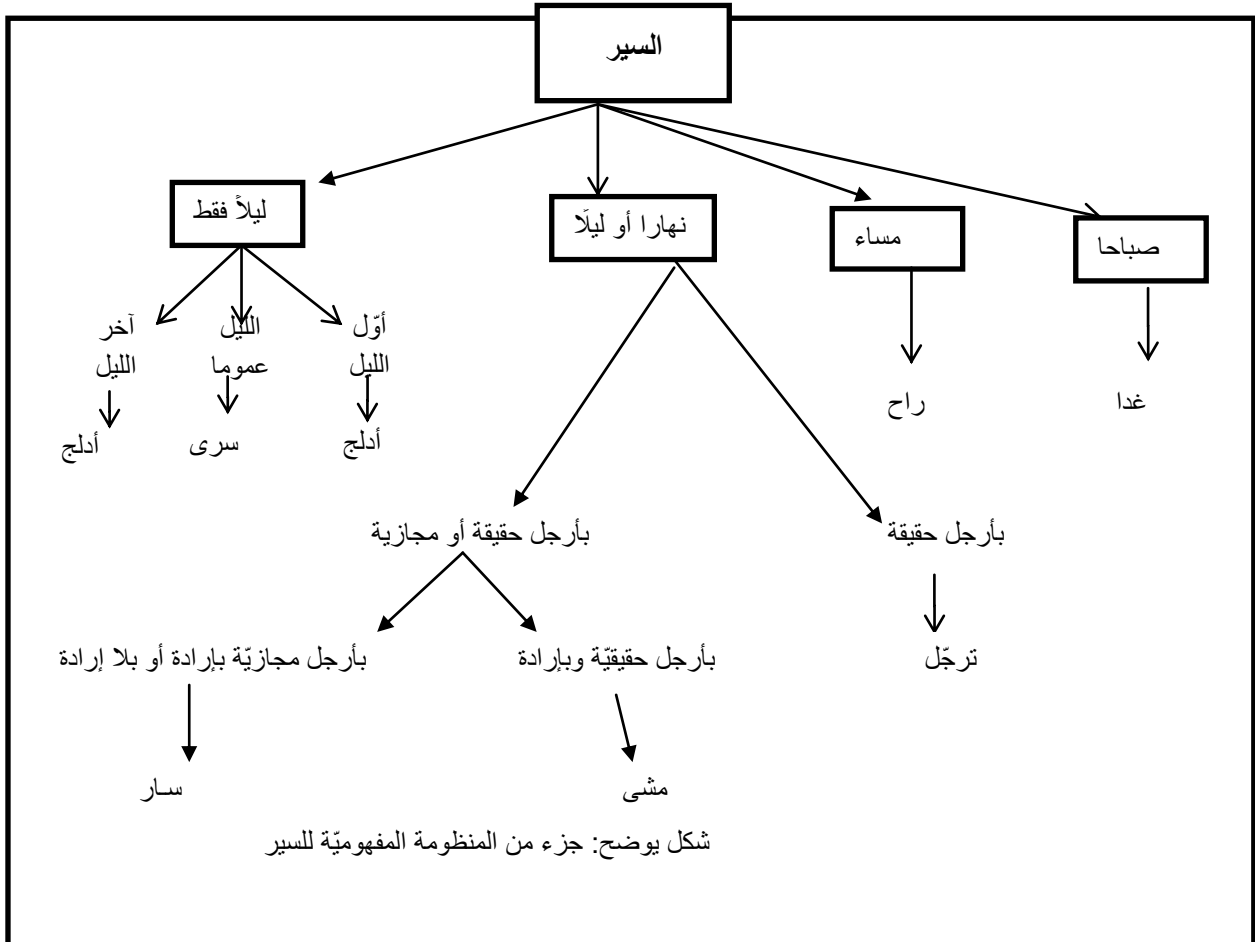 السير
صباحا
مساء
نهارا أو ليلًا
ليلاً فقط
أوّل
الليل
الليل
عموما
آخر
الليل
غدا
راح
أدلج
سرى
أدلج
بأرجل حقيقة
بأرجل حقيقة أو مجازية
ترجّل
بأرجل حقيقيّة وبإرادة
بأرجل مجازيّة بإرادة أو بلا إرادة
مشى
سـار
شكل يوضح: جزء من المنظومة المفهوميّة للسير